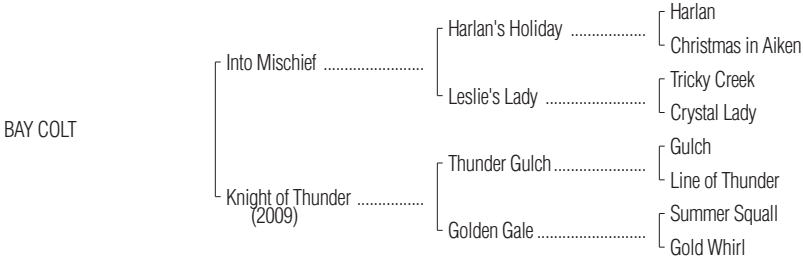 Harlan
Harlan's Holiday ..................
Christmas in Aiken
Into Mischief ........................
Tricky Creek
Leslie's Lady ........................
Crystal Lady
BAY COLT
Gulch
Thunder Gulch......................
Line of Thunder
Knight of Thunder ................
(2009)
Summer Squall
Golden Gale ..........................
Gold Whirl